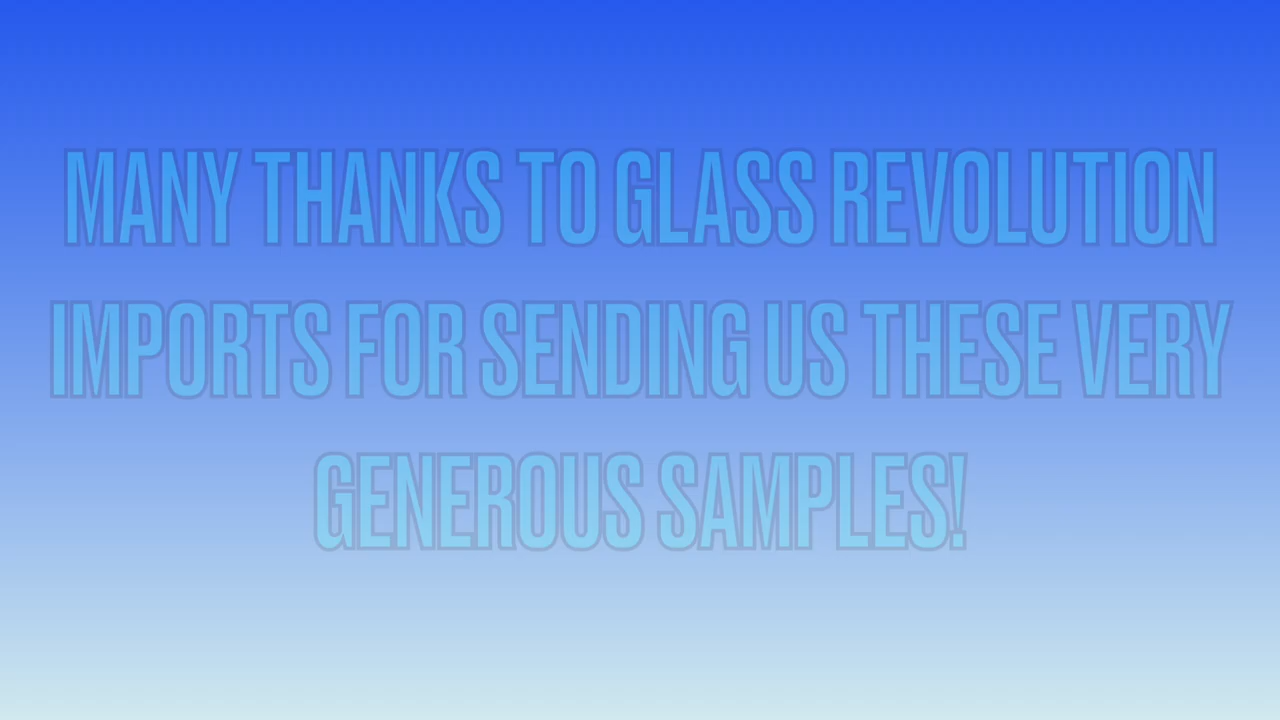 MANY THANKS TO GLASS REVOLUTION
IMPORTS FOR SENDING US THESE VERY
GENEROUS SAMPLES!